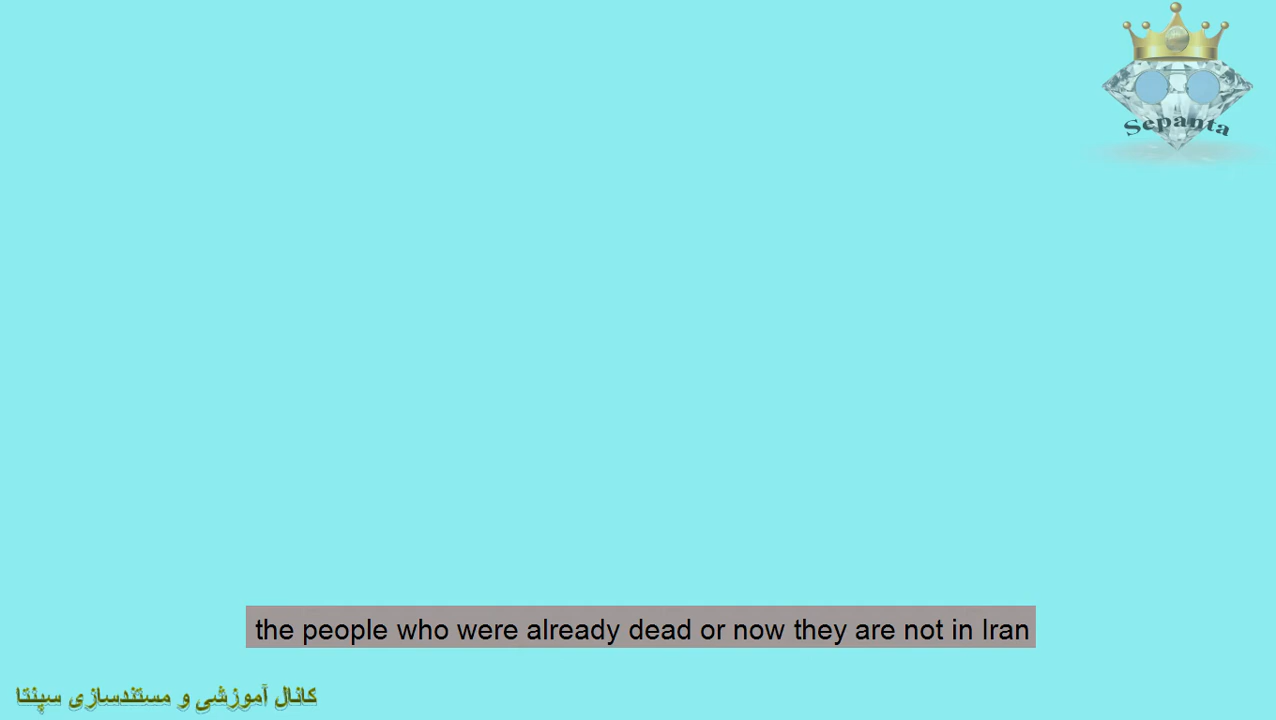 Sepanta
the people who were already dead or now they are not in Iran
کانال آموزشی و مستندسازی سپنتا